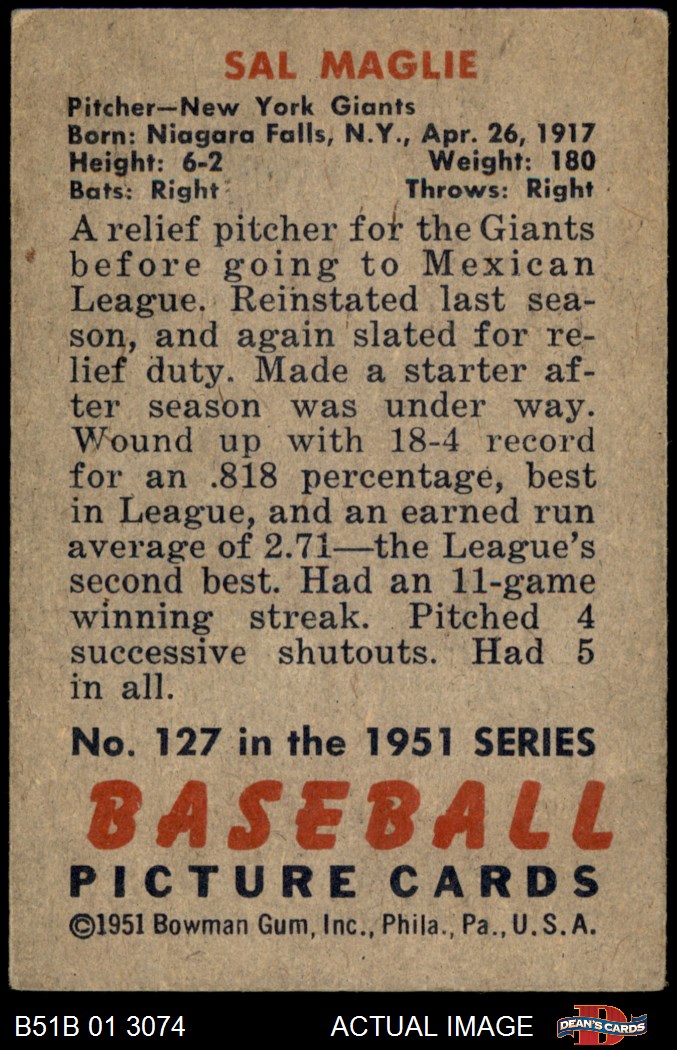 SAL MAGLIE
Pitcher—New York Giants
Born: Niagara Falls, N.Y., Apr. 26, 1917
Height: 6-2 Weight: 180
Bats: Right Throws: Right
A relief pitcher for the Giants
before going to Mexican
League. Reinstated last sea-
son, and again slated for re-
lief duty. Made a starter af-
ter season was under way.
Wound up with 18-4 record
for an .818 percentage, best
in League, and an earned run
average of 2.71—the League's
second best. Had an 11-game
winning streak. Pitched 4
successive shutouts. Had 5
in all.
No. 127 in the 1951 SERIES
BASEBALL
PICTURE CARDS
©1951 Bowman Gum, Inc., Phila., Pa., U.S.A.
B51B 01 3074 ACTUAL IMAGE DEAN'S CARDS